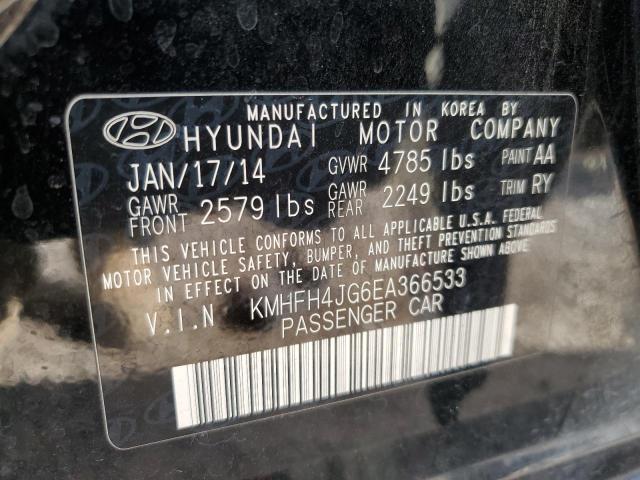 MANUFACTURED IN KOREA BY
HYUNDAI MOTOR COMPANY
JAN/17/14 GVWR 4785 lbs PAINT AA
GAWR FRONT 2579 lbs GAWR REAR 2249 lbs TRIM RY
THIS VEHICLE CONFORMS TO ALL APPLICABLE U.S.A. FEDERAL
MOTOR VEHICLE SAFETY, BUMPER, AND THEFT PREVENTION STANDARDS
IN EFFECT ON THE DATE OF MANUFACTURE SHOWN ABOVE
V.I.N KMHFH4JG6EA366533
PASSENGER CAR